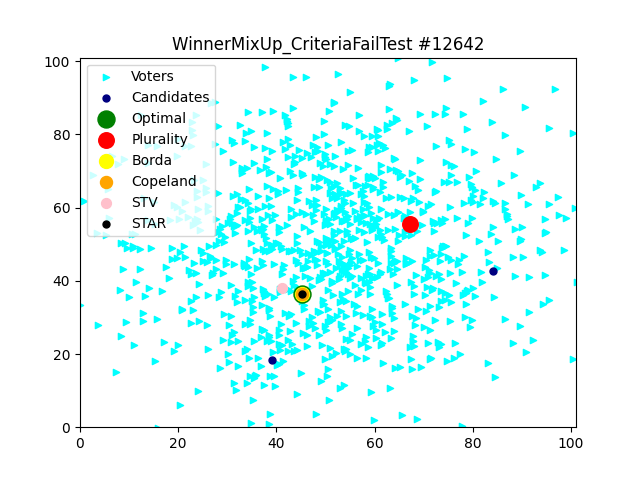 WinnerMixUp_CriteriaFailTest #12642
100
80
60
40
20
0
Voters
Candidates
Optimal
Plurality
Borda
Copeland
STV
STAR
0 20 40 60 80 100